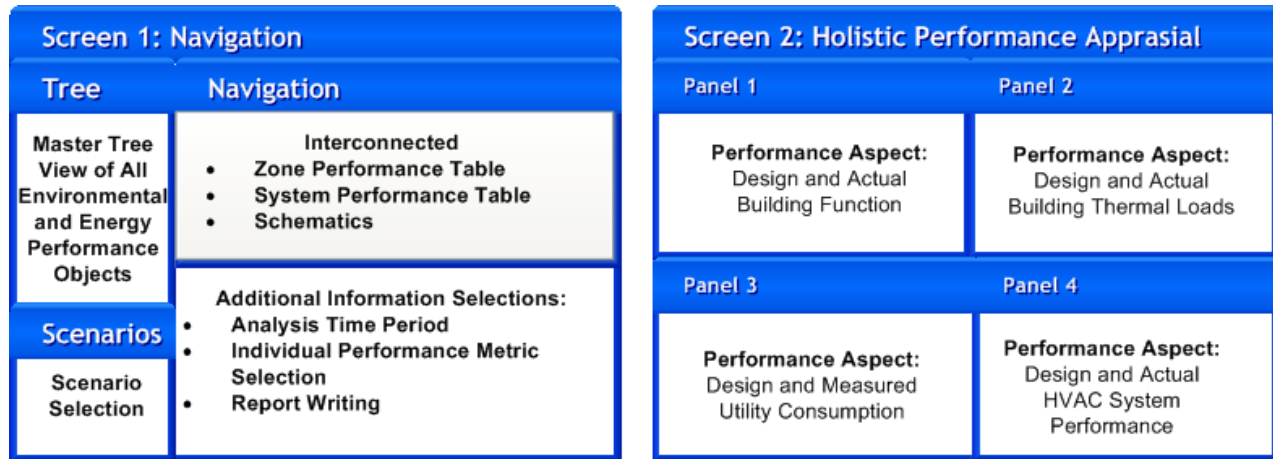 Screen 1: Navigation
Tree
Navigation
Master Tree
View of All
Environmental
and Energy
Performance
Objects
Interconnected
• Zone Performance Table
• System Performance Table
• Schematics
Scenarios
Scenario
Selection
Additional Information Selections:
• Analysis Time Period
• Individual Performance Metric
Selection
• Report Writing
Screen 2: Holistic Performance Apprasial
Panel 1
Performance Aspect:
Design and Actual
Building Function
Panel 2
Performance Aspect:
Design and Actual
Building Thermal Loads
Panel 3
Performance Aspect:
Design and Measured
Utility Consumption
Panel 4
Performance Aspect:
Design and Actual
HVAC System
Performance